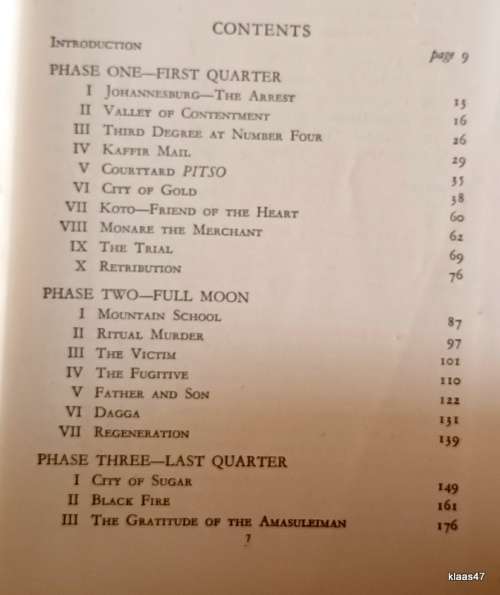 CONTENTS
INTRODUCTION page 9
PHASE ONE—FIRST QUARTER
I JOHANNESBURG—THE ARREST 13
II VALLEY OF CONTENTMENT 16
III THIRD DEGREE AT NUMBER FOUR 26
IV KAFFIR MAIL 29
V COURTYARD PITSO 35
VI CITY OF GOLD 38
VII KOTO—FRIEND OF THE HEART 60
VIII MONARE THE MERCHANT 62
IX THE TRIAL 69
X RETRIBUTION 76
PHASE TWO—FULL MOON
I MOUNTAIN SCHOOL 87
II RITUAL MURDER 97
III THE VICTIM 101
IV THE FUGITIVE 110
V FATHER AND SON 122
VI DAGGA 131
VII REGENERATION 139
PHASE THREE—LAST QUARTER
I CITY OF SUGAR 149
II BLACK FIRE 161
III THE GRATITUDE OF THE AMASULEIMAN 176
7
klaas47